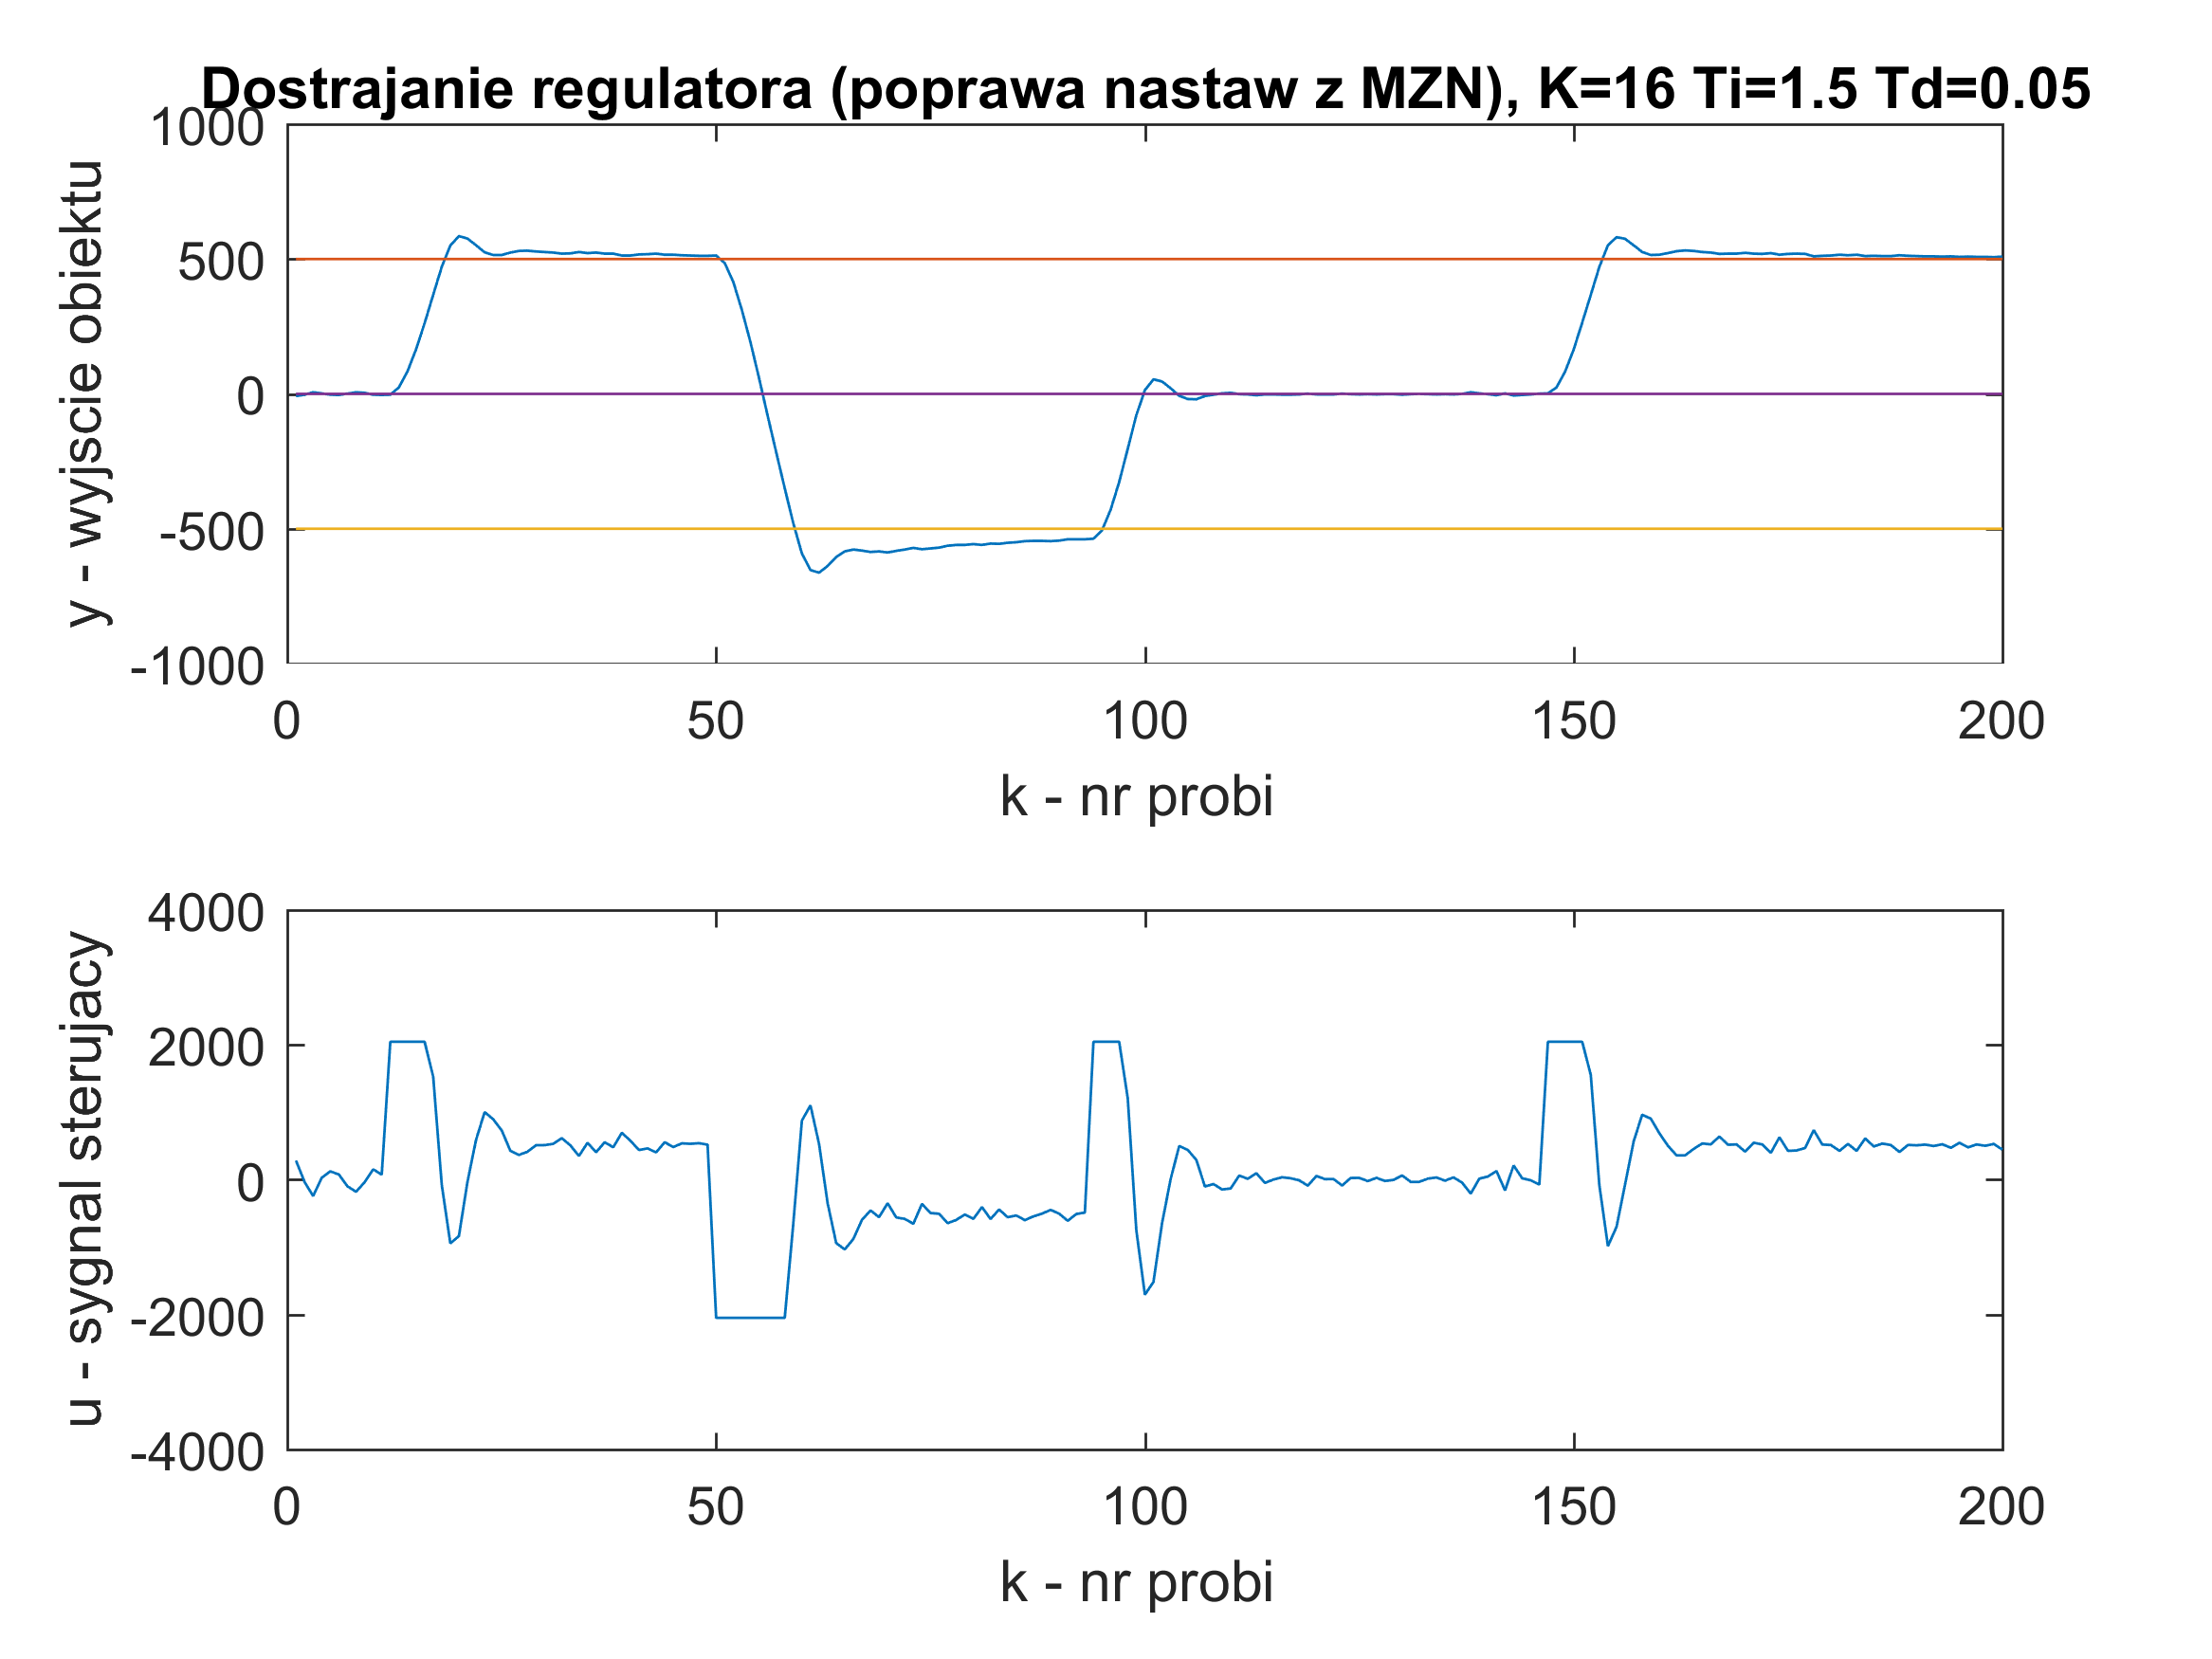 Dostrajanie regulatora (poprawa nastaw z MZN), K=16 Ti=1.5 Td=0.05
1000
500
0
-500
-1000
y - wyjscie obiektu
0 50 100 150 200
k - nr probi
4000
2000
0
-2000
-4000
u - sygnal sterujacy
0 50 100 150 200
k - nr probi